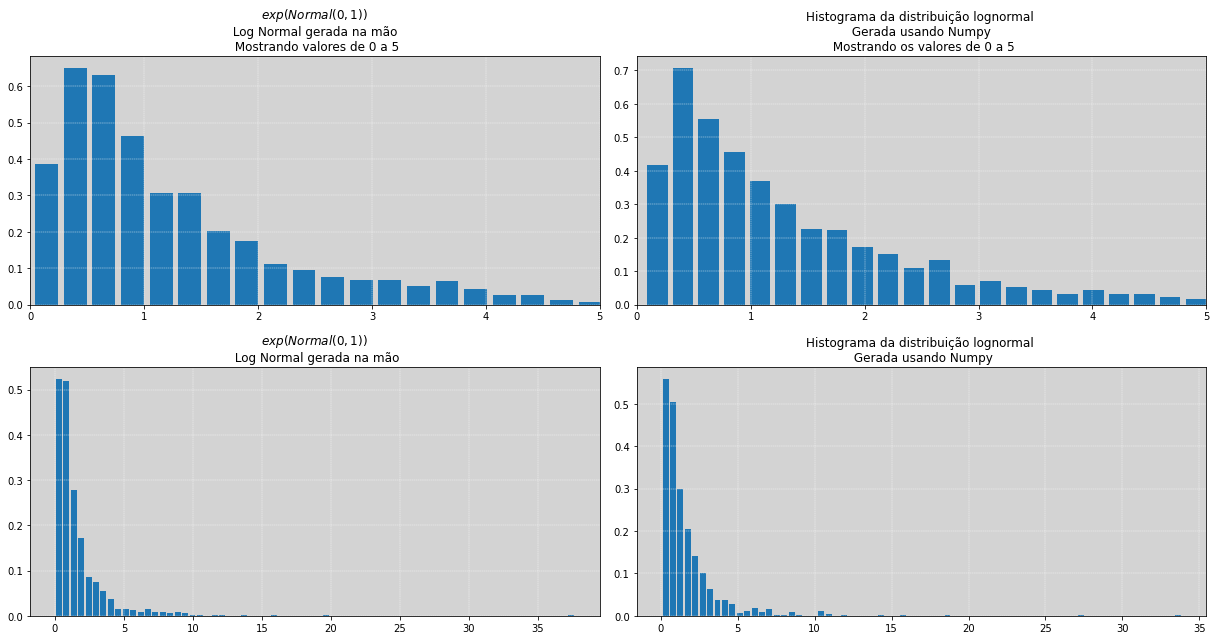 exp(Normal(0, 1))
Log Normal gerada na mão
Mostrando valores de 0 a 5
0.6
0.5
0.4
0.3
0.2
0.1
0.0
0 1 2 3 4 5
Histograma da distribuição lognormal
Gerada usando Numpy
Mostrando os valores de 0 a 5
0.7
0.6
0.5
0.4
0.3
0.2
0.1
0.0
0 1 2 3 4 5
exp(Normal(0, 1))
Log Normal gerada na mão
0.5
0.4
0.3
0.2
0.1
0.0
0 5 10 15 20 25 30 35
Histograma da distribuição lognormal
Gerada usando Numpy
0.5
0.4
0.3
0.2
0.1
0.0
0 5 10 15 20 25 30 35